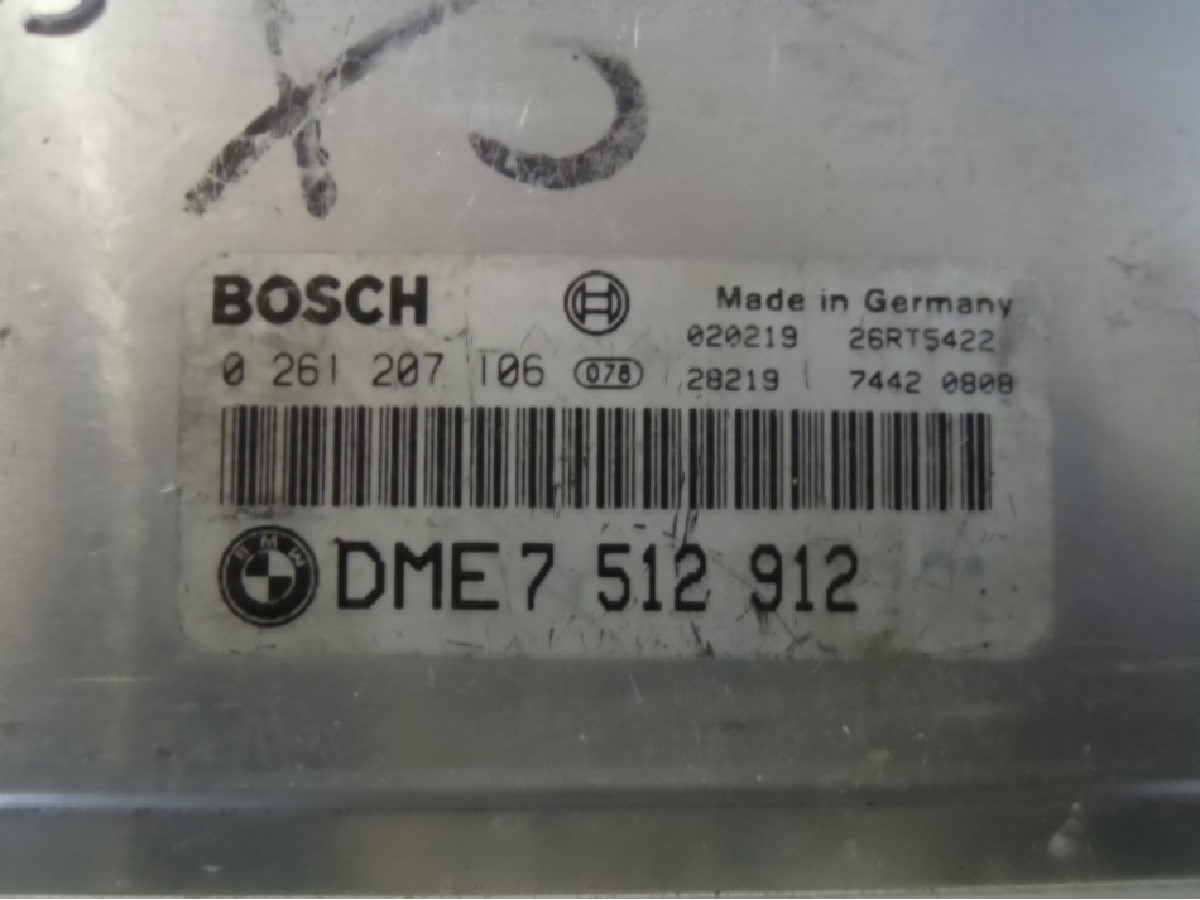 X5
BOSCH
Made in Germany
020219 26RT5422
0 261 207 106 078 28219 7442 0808
BMW DME 7 512 912